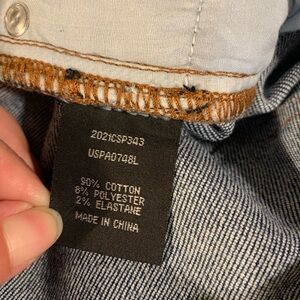 2021CSP343
USPA0748L
90% COTTON
8% POLYESTER
2% ELASTANE
MADE IN CHINA